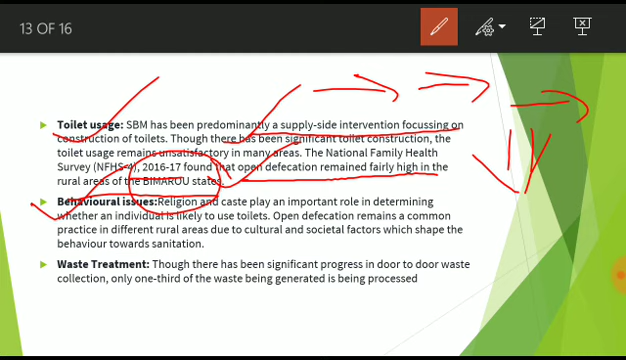 13 OF 16
Toilet usage: SBM has been predominantly a supply-side intervention focussing on
construction of toilets. Though there has been significant toilet construction, the
toilet usage remains unsatisfactory in many areas. The National Family Health
Survey (NFHS-4), 2016-17 found that open defecation remained fairly high in the
rural areas of the BIMAROU states.
Behavioural issues:Religion and caste play an important role in determining
whether an individual is likely to use toilets. Open defecation remains a common
practice in different rural areas due to cultural and societal factors which shape the
behaviour towards sanitation.
Waste Treatment: Though there has been significant progress in door to door waste
collection, only one-third of the waste being generated is being processed